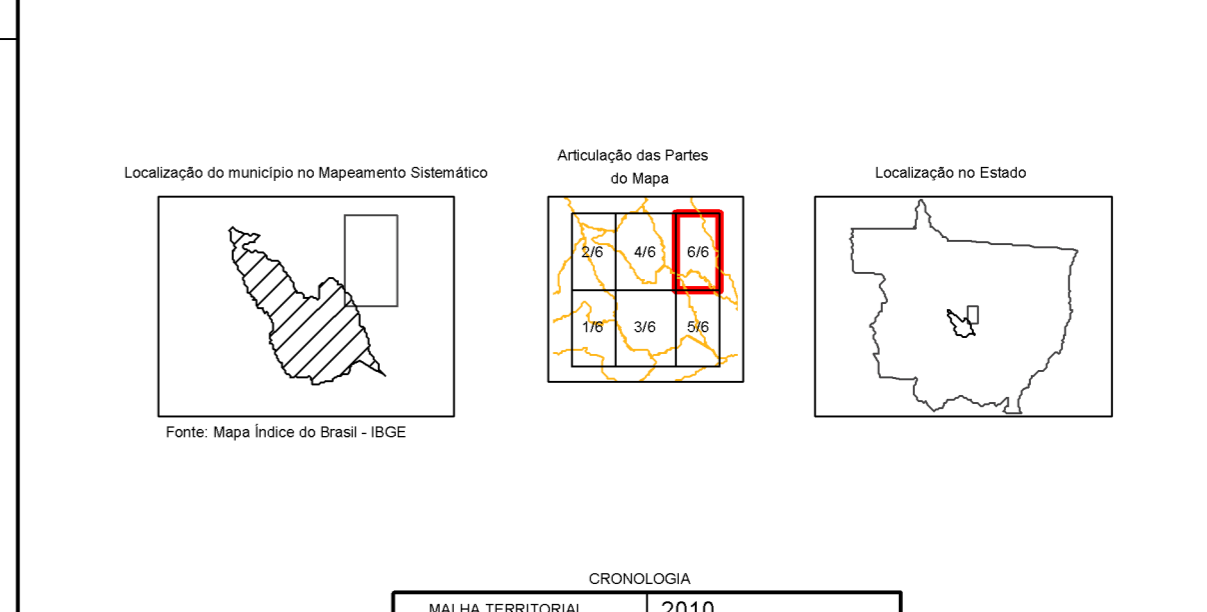 Localização do município no Mapeamento Sistemático
Fonte: Mapa Índice do Brasil - IBGE
Articulação das Partes
do Mapa
2/6 4/6 6/6
1/6 3/6 5/6
Localização no Estado
CRONOLOGIA
MALHA TERRITORIAL 2010